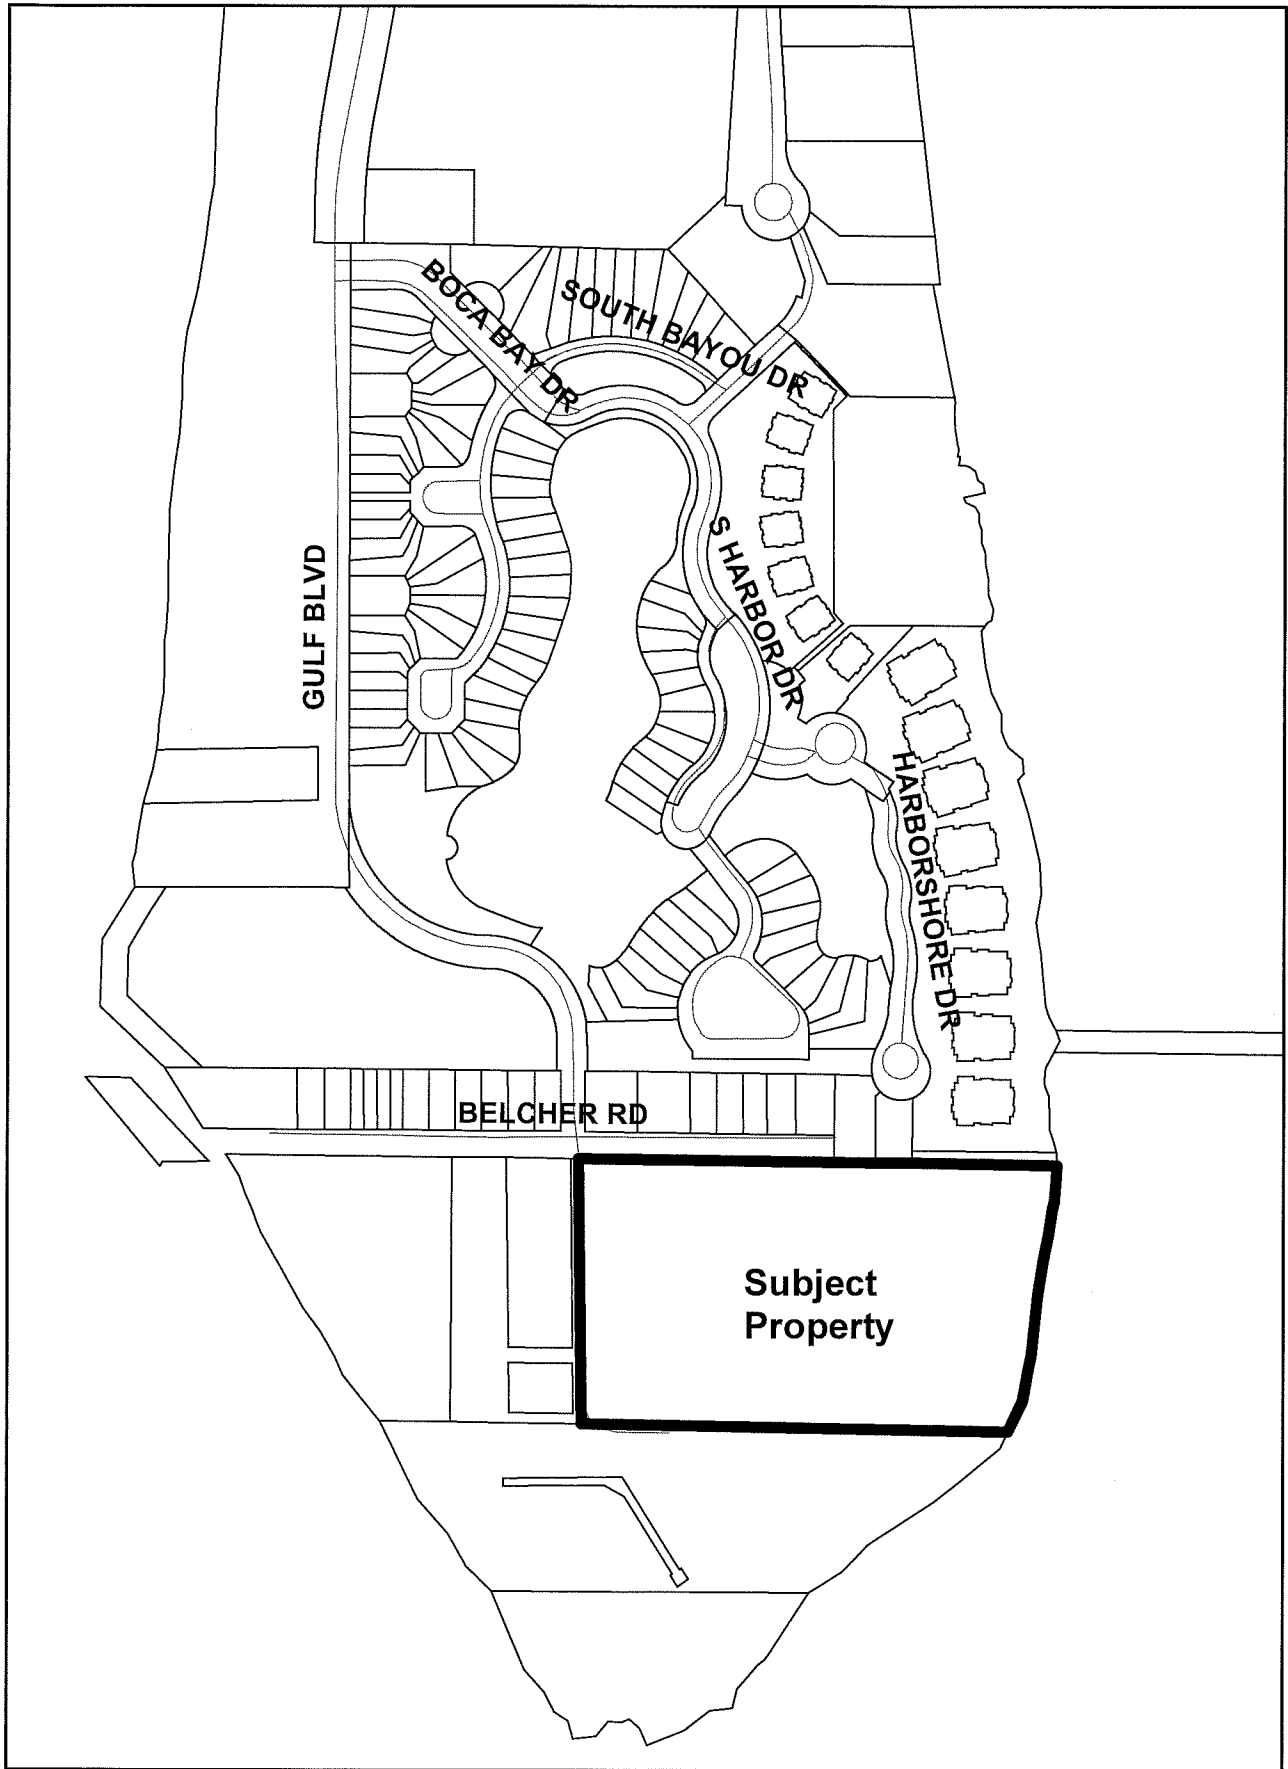 BOCA BAY DR
SOUTH BAYOU DR
GULF BLVD
S HARBOR DR
HARBORSHORE DR
BELCHER RD
Subject
Property